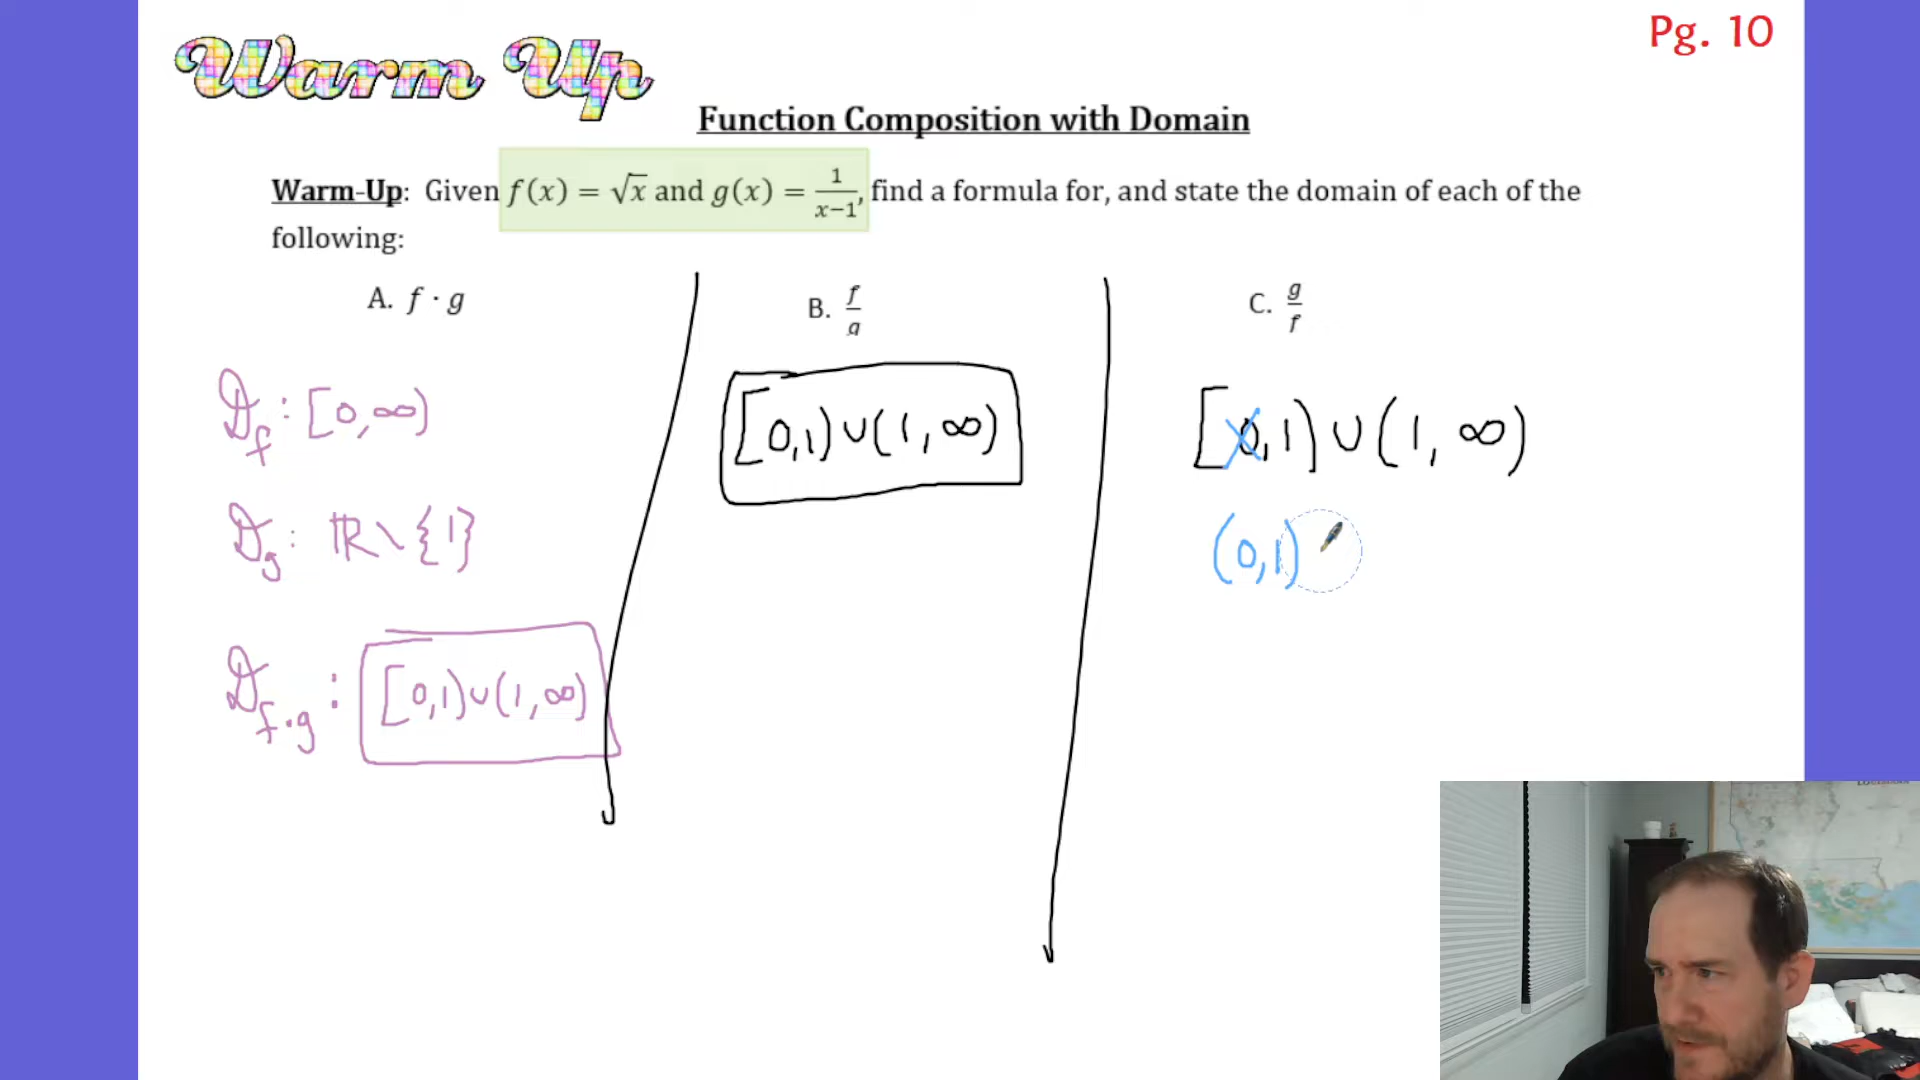 Pg. 10
Warm Up
Function Composition with Domain
Warm-Up: Given f(x) = √x and g(x) = 1/(x−1), find a formula for, and state the domain of each of the
following:
A. f · g
B. f/g
C. g/f
D_f : [0, ∞)
D_g : ℝ \ {1}
D_f·g : [0,1) ∪ (1, ∞)
[0,1) ∪ (1, ∞)
[0,1) ∪ (1, ∞)
(0,1)